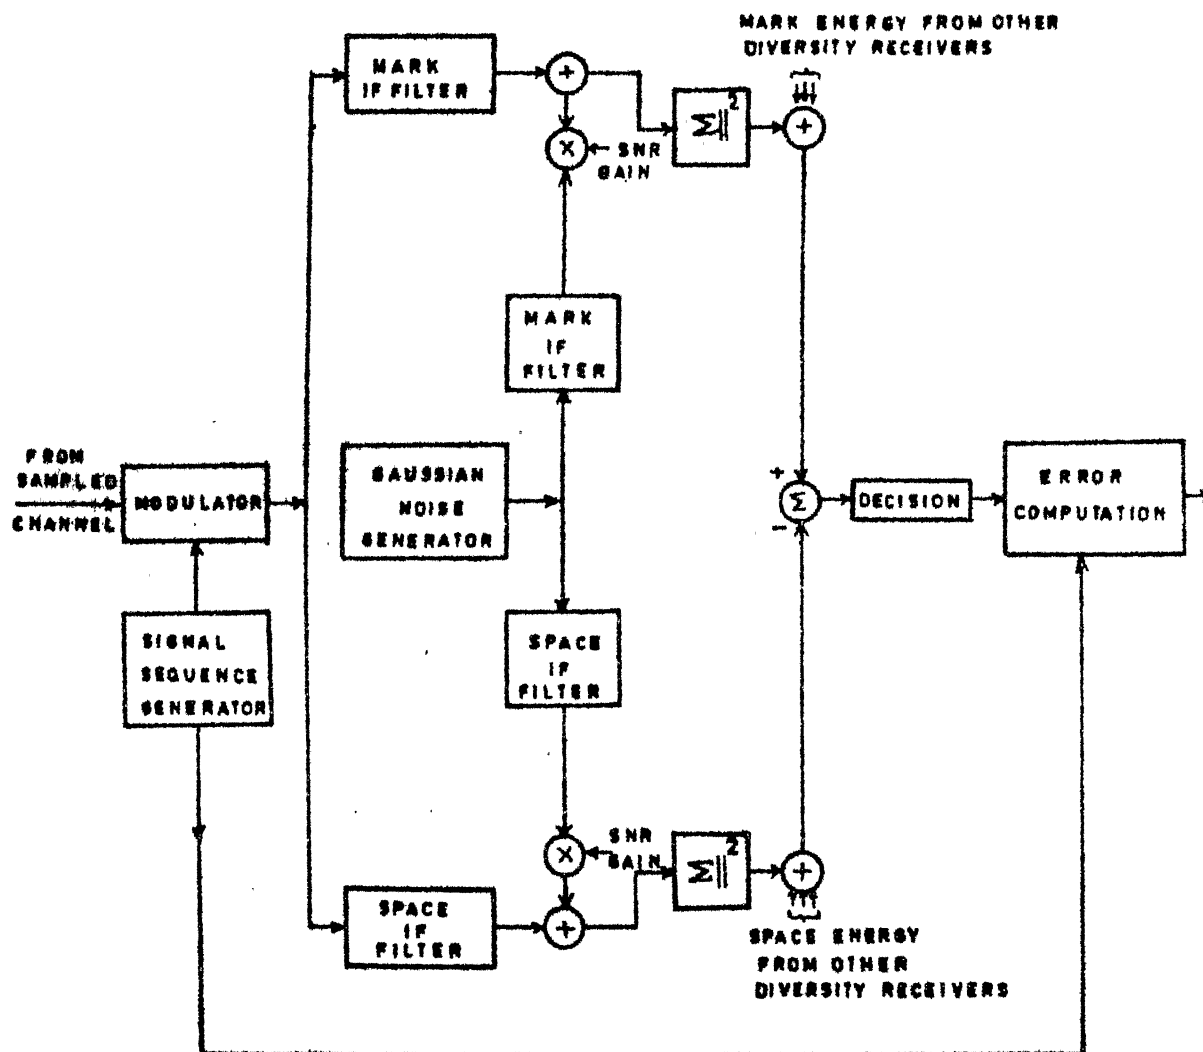 MARK ENERGY FROM OTHER
DIVERSITY RECEIVERS
MARK
IF FILTER
+
Σ||²
+
X
SNR
GAIN
MARK
IF
FILTER
FROM
SAMPLED
CHANNEL
MODULATOR
GAUSSIAN
NOISE
GENERATOR
+
Σ
-
DECISION
ERROR
COMPUTATION
SIGNAL
SEQUENCE
GENERATOR
SPACE
IF
FILTER
X
SNR
GAIN
Σ||²
+
SPACE
IF
FILTER
+
SPACE ENERGY
FROM OTHER
DIVERSITY RECEIVERS